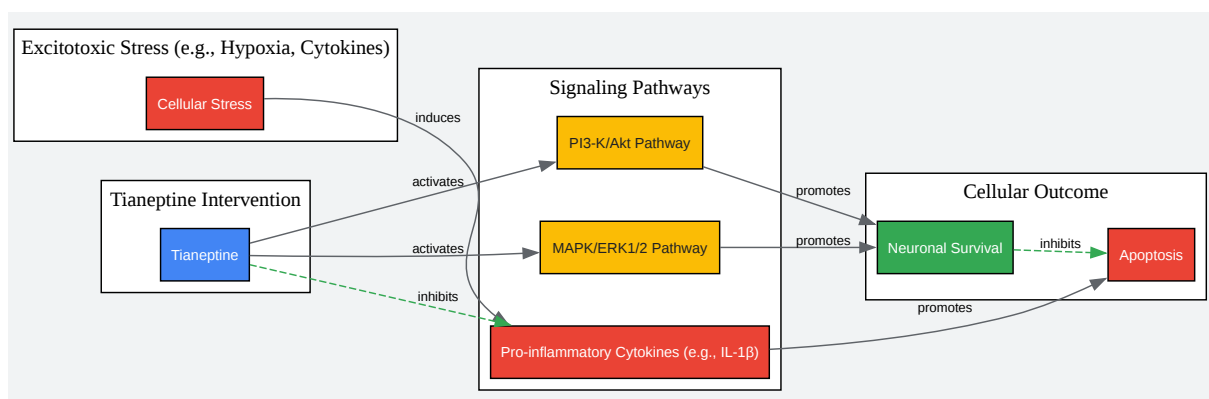 Excitotoxic Stress (e.g., Hypoxia, Cytokines)
Cellular Stress
induces
Tianeptine Intervention
Tianeptine
activates
activates
inhibits
Signaling Pathways
PI3-K/Akt Pathway
MAPK/ERK1/2 Pathway
Pro-inflammatory Cytokines (e.g., IL-1β)
promotes
promotes
promotes
Cellular Outcome
Neuronal Survival
inhibits
Apoptosis